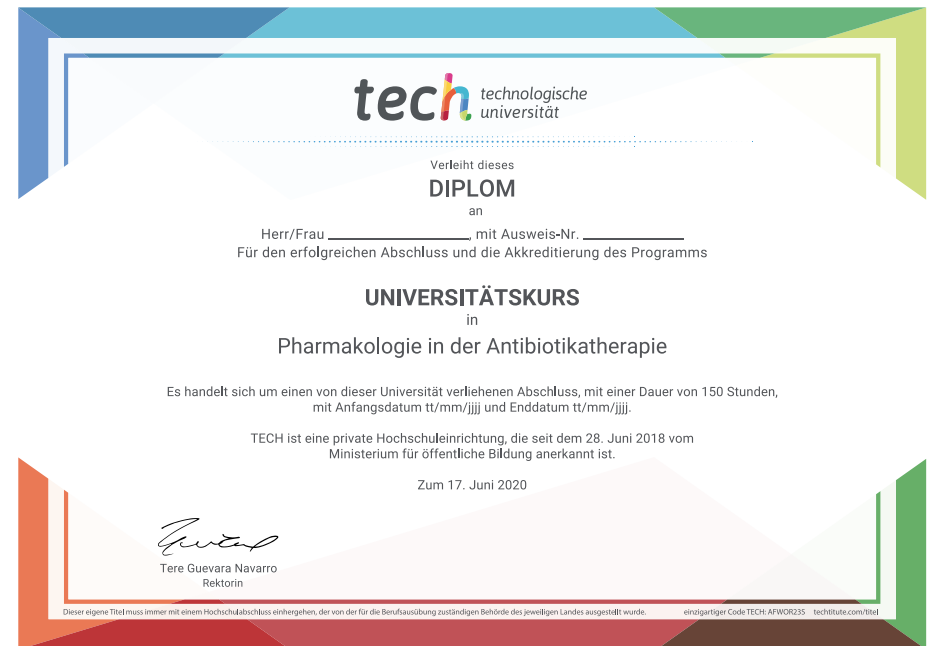 tech technologische
universität
Verleiht dieses
DIPLOM
an
Herr/Frau ____________, mit Ausweis-Nr. ____________
Für den erfolgreichen Abschluss und die Akkreditierung des Programms
UNIVERSITÄTSKURS
in
Pharmakologie in der Antibiotikatherapie
Es handelt sich um einen von dieser Universität verliehenen Abschluss, mit einer Dauer von 150 Stunden,
mit Anfangsdatum tt/mm/jjjj und Enddatum tt/mm/jjjj.
TECH ist eine private Hochschuleinrichtung, die seit dem 28. Juni 2018 vom
Ministerium für öffentliche Bildung anerkannt ist.
Zum 17. Juni 2020
Tere Guevara Navarro
Rektorin
Dieser eigene Titel muss immer mit einem Hochschulabschluss einhergehen, der von der für die Berufsausübung zuständigen Behörde des jeweiligen Landes ausgestellt wurde. einzigartiger Code TECH: AFWOR23S techtitute.com/titel